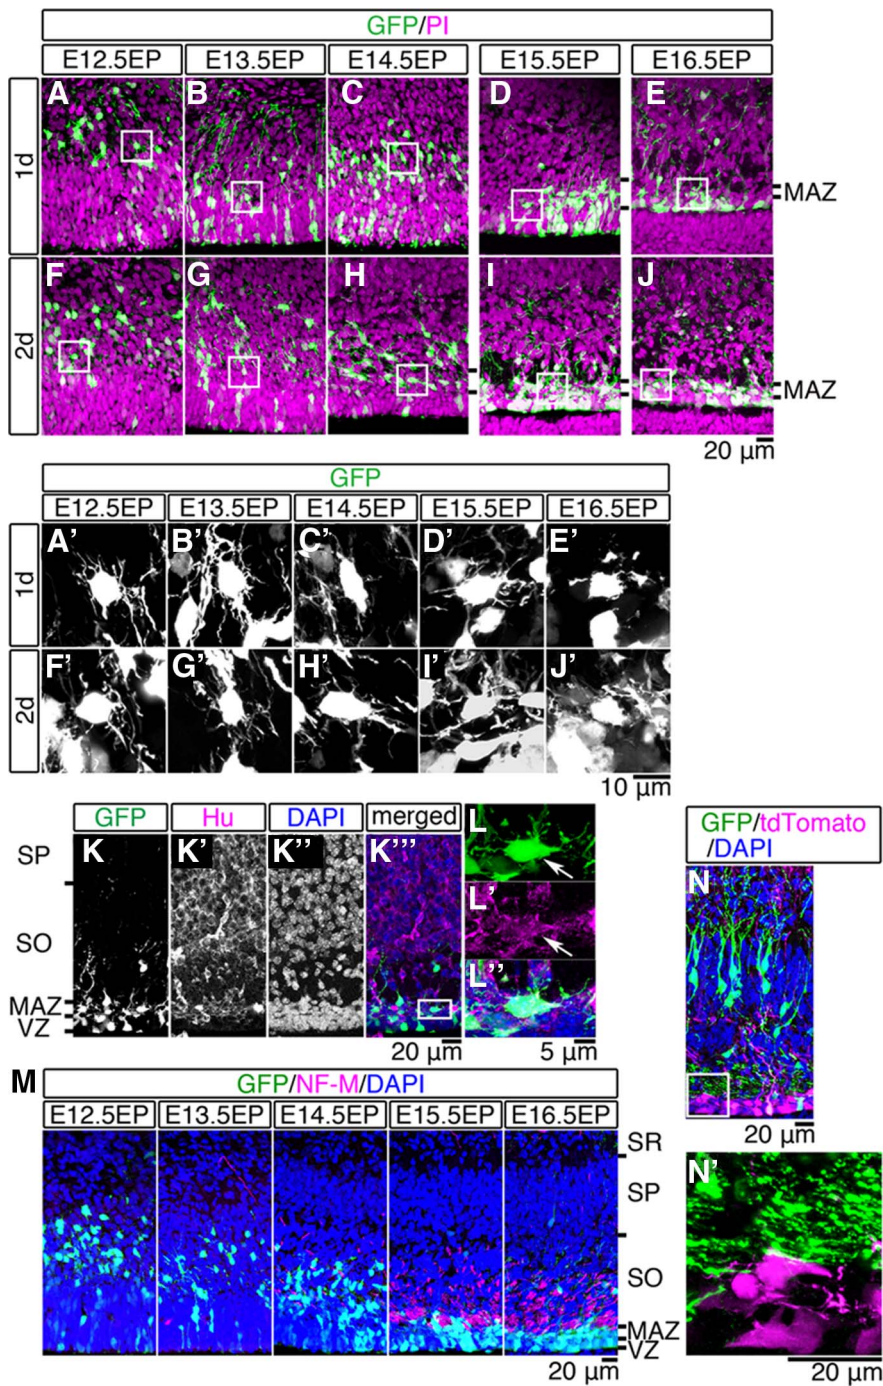 GFP/PI
E12.5EP E13.5EP E14.5EP E15.5EP E16.5EP
1d
A B C D E
MAZ
2d
F G H I J
MAZ
20 μm
GFP
E12.5EP E13.5EP E14.5EP E15.5EP E16.5EP
1d
A’ B’ C’ D’ E’
2d
F’ G’ H’ I’ J’
10 μm
GFP Hu DAPI merged
K K’ K’’ K’’’
SP
SO
MAZ
VZ
20 μm
L
L’
L’’
5 μm
GFP/tdTomato
/DAPI
N
20 μm
M
GFP/NF-M/DAPI
E12.5EP E13.5EP E14.5EP E15.5EP E16.5EP
SR
SP
SO
MAZ
VZ
20 μm
N’
20 μm